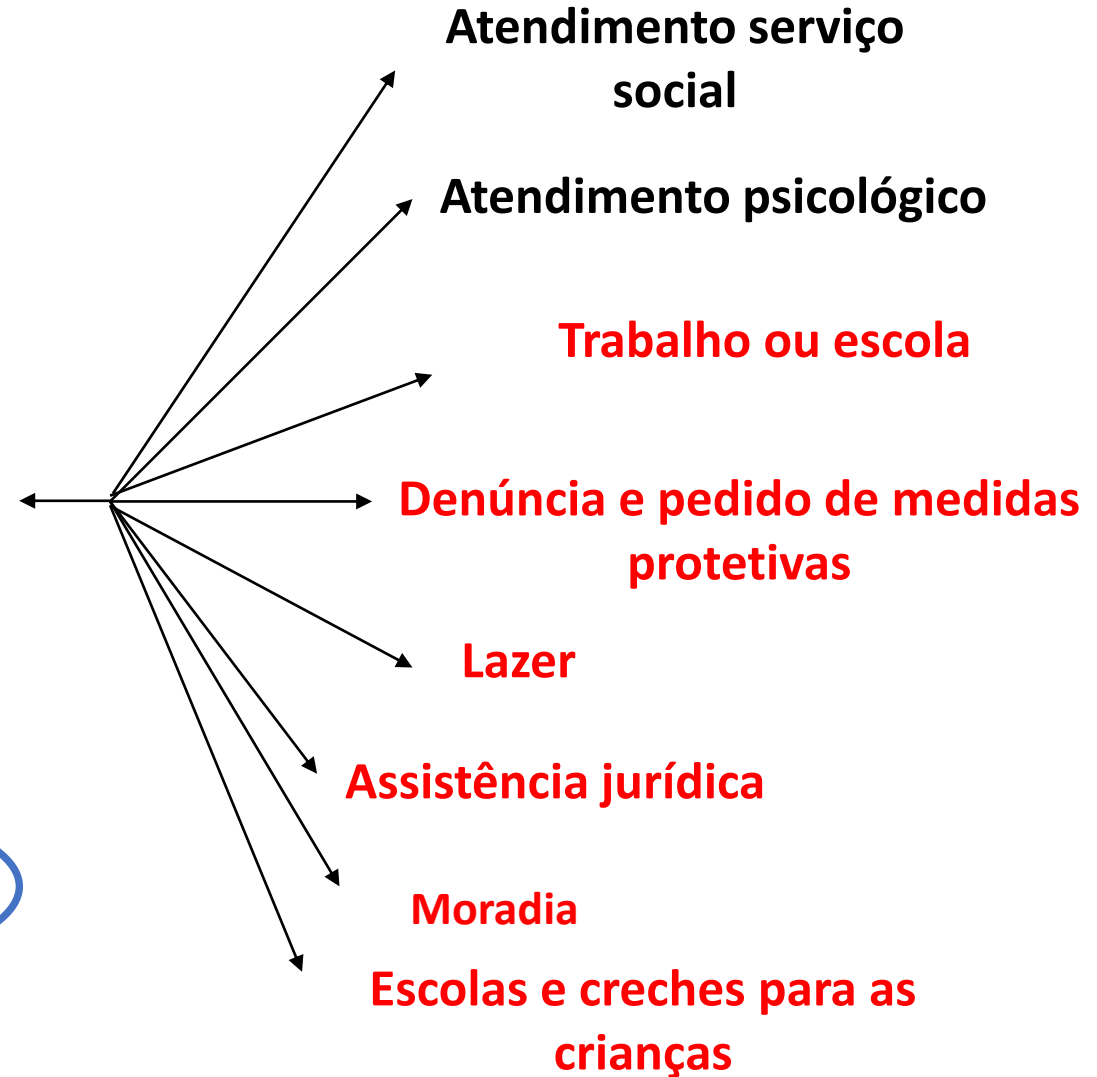 Atendimento serviço
social
Atendimento psicológico
Trabalho ou escola
Denúncia e pedido de medidas
protetivas
Lazer
Assistência jurídica
Moradia
Escolas e creches para as
crianças